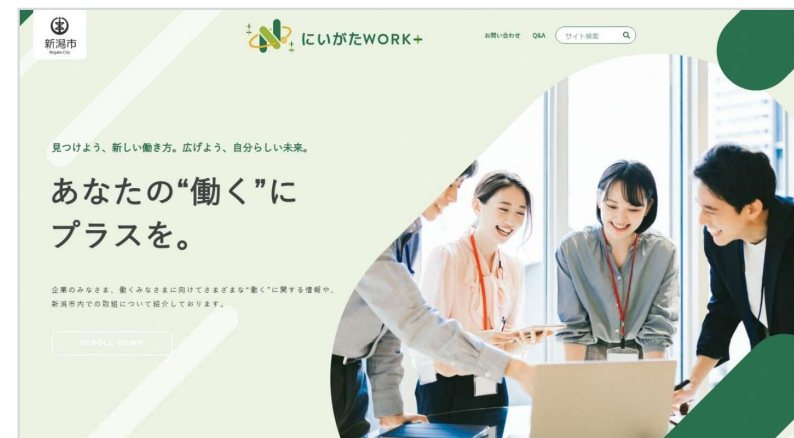 新潟市
Niigata City
にいがたWORK+
お問い合わせ Q&A サイト検索
見つけよう、新しい働き方。広げよう、自分らしい未来。
あなたの“働く”に
プラスを。
企業のみなさま、働くみなさまに向けてさまざまな“働く”に関する情報や、
新潟市内での取組について紹介しております。
SCROLL DOWN